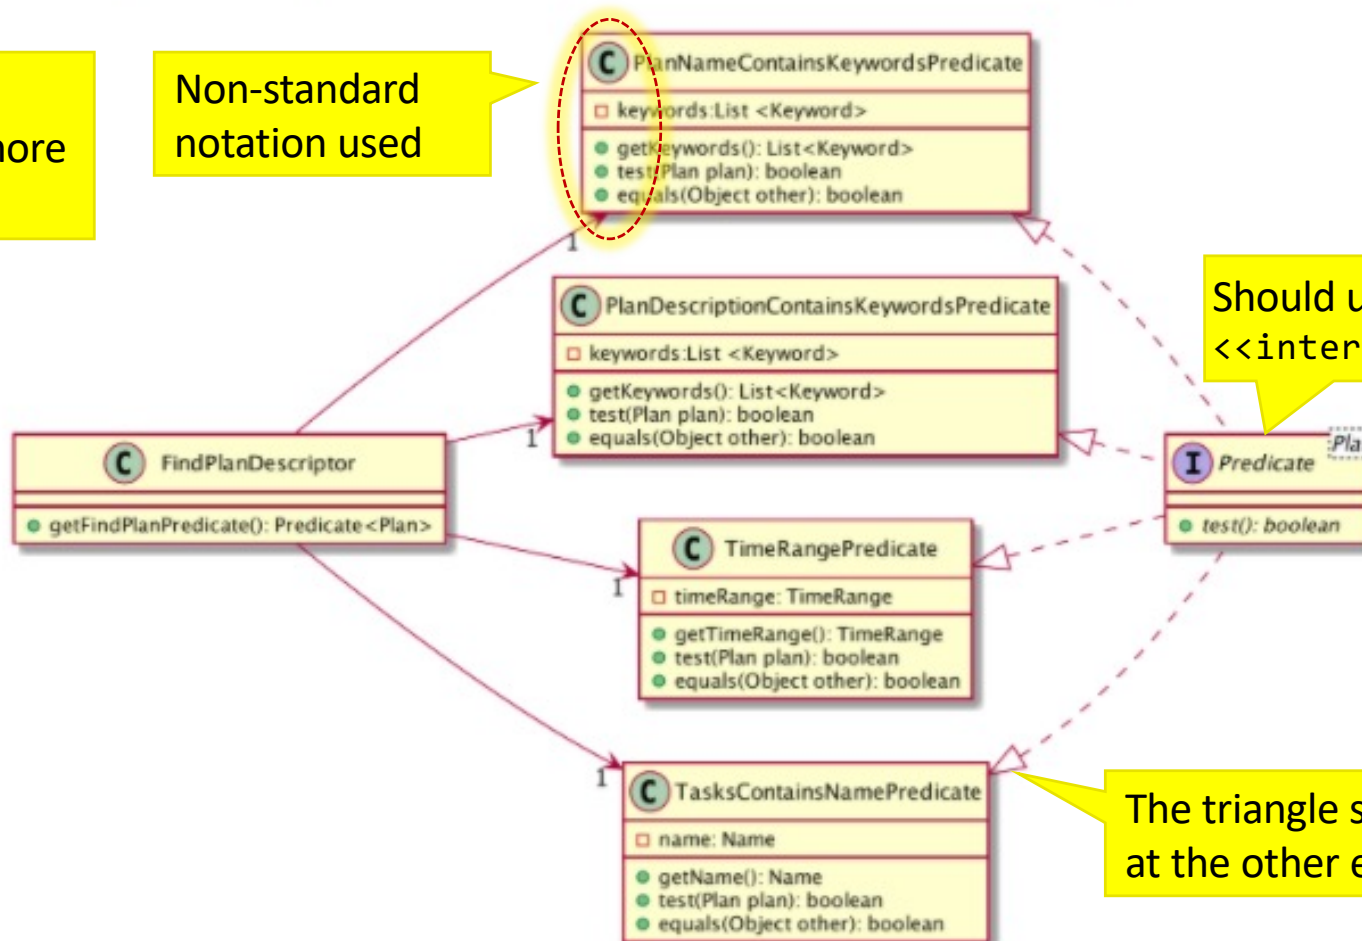 more
Non-standard
notation used
C PlanNameContainsKeywordsPredicate
keywords:List <Keyword>
getKeywords(): List<Keyword>
test(Plan plan): boolean
equals(Object other): boolean
1
C PlanDescriptionContainsKeywordsPredicate
keywords:List <Keyword>
getKeywords(): List<Keyword>
test(Plan plan): boolean
equals(Object other): boolean
1
Should u
<<inter
C FindPlanDescriptor
getFindPlanPredicate(): Predicate<Plan>
I Predicate
Pla
test(): boolean
C TimeRangePredicate
timeRange: TimeRange
getTimeRange(): TimeRange
test(Plan plan): boolean
equals(Object other): boolean
1
C TasksContainsNamePredicate
name: Name
getName(): Name
test(Plan plan): boolean
equals(Object other): boolean
1
The triangle s
at the other e